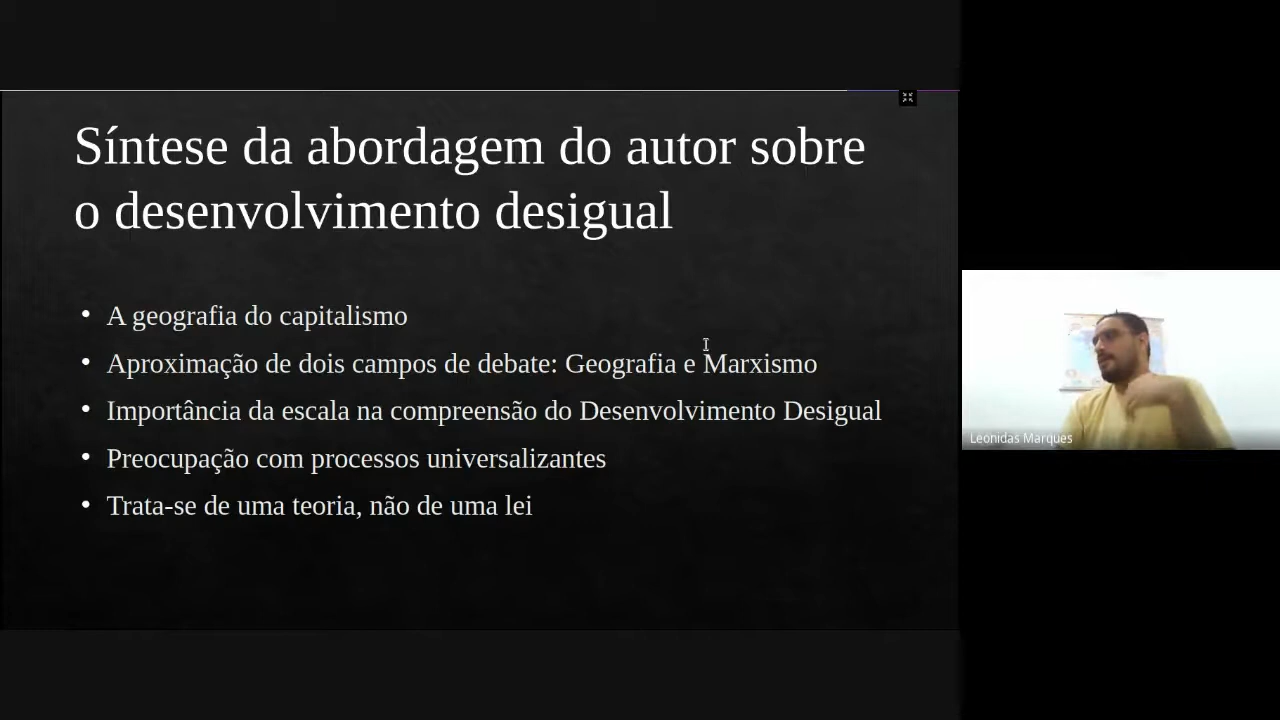 Síntese da abordagem do autor sobre
o desenvolvimento desigual
• A geografia do capitalismo
• Aproximação de dois campos de debate: Geografia e Marxismo
• Importância da escala na compreensão do Desenvolvimento Desigual
• Preocupação com processos universalizantes
• Trata-se de uma teoria, não de uma lei
Leonidas Marques